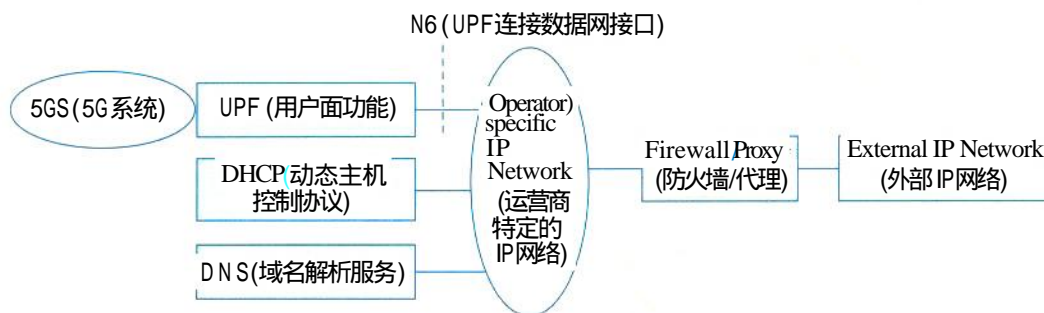 N6(UPF连接数据网接口)
5GS(5G系统)
UPF (用户面功能)
DHCP(动态主机
控制协议)
DNS(域名解析服务)
Operator)
specific
IP
Network
(运营商
特定的
IP网络)
Firewall/Proxy
(防火墙/代理)
External IP Network
(外部IP网络)